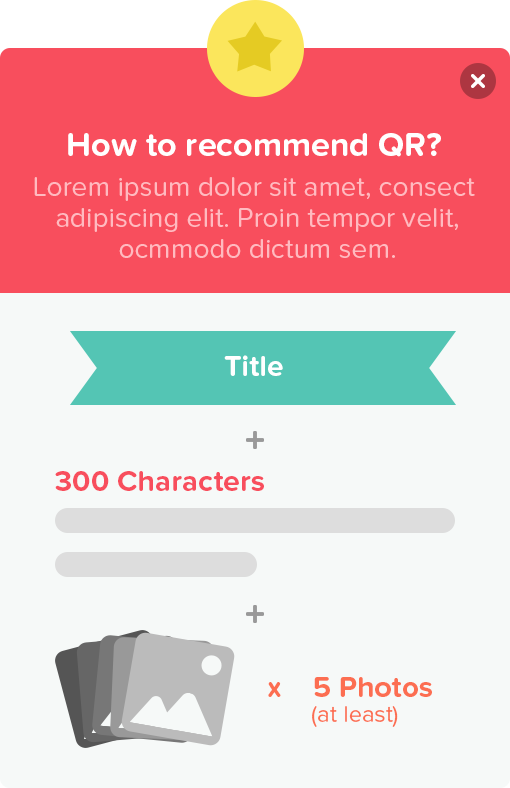 How to recommend QR?
Lorem ipsum dolor sit amet, consect
adipiscing elit. Proin tempor velit,
ocmmodo dictum sem.
Title
+
300 Characters
+
x 5 Photos
(at least)